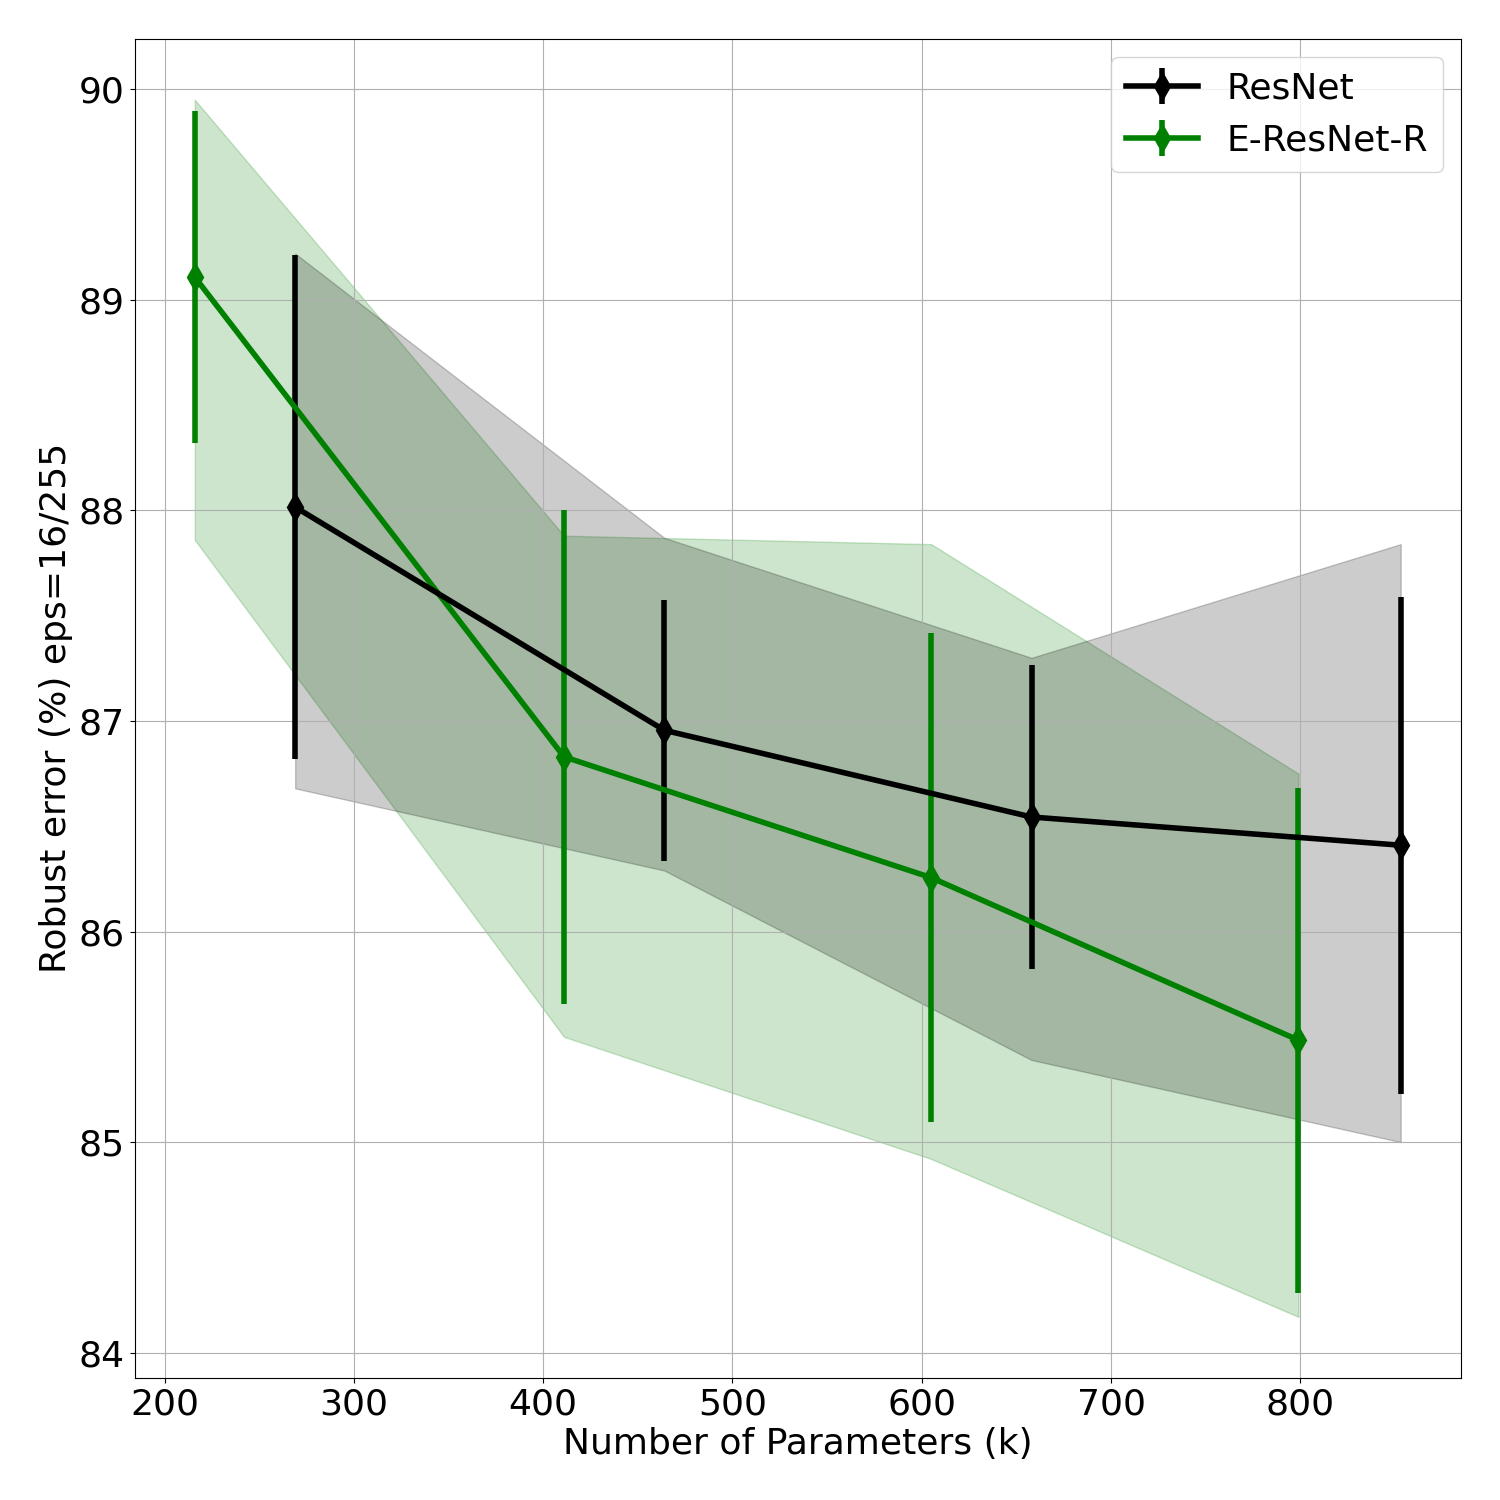 ResNet
E-ResNet-R
Robust error (%) eps=16/255
90
89
88
87
86
85
84
200 300 400 500 600 700 800
Number of Parameters (k)